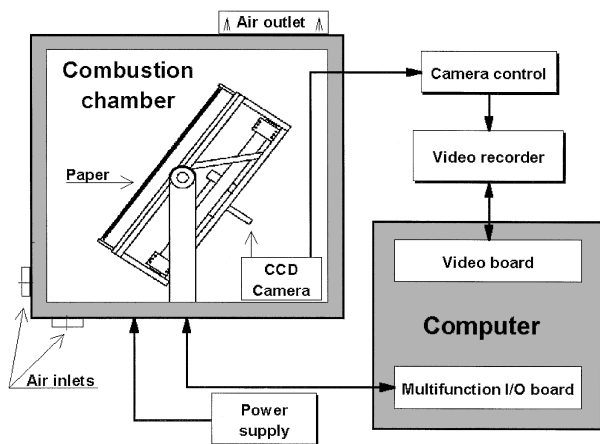 Air outlet
Combustion
chamber
Paper
CCD
Camera
Air inlets
Power
supply
Camera control
Video recorder
Video board
Computer
Multifunction I/O board